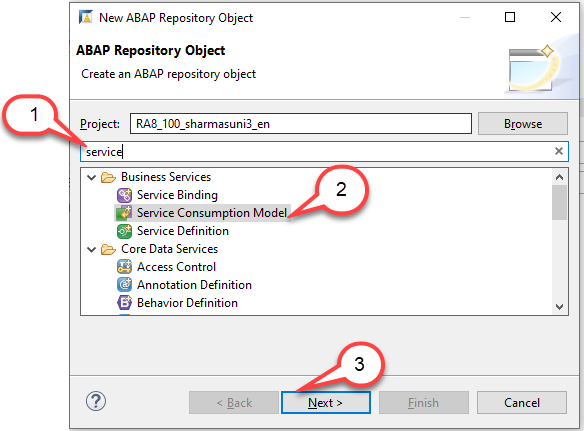 New ABAP Repository Object
ABAP Repository Object
Create an ABAP repository object
1
Project: RA8_100_sharmasuni3_en Browse
service
Business Services
Service Binding
2
Service Consumption Model
Service Definition
Core Data Services
Access Control
Annotation Definition
Behavior Definition
3
? < Back Next > Finish Cancel